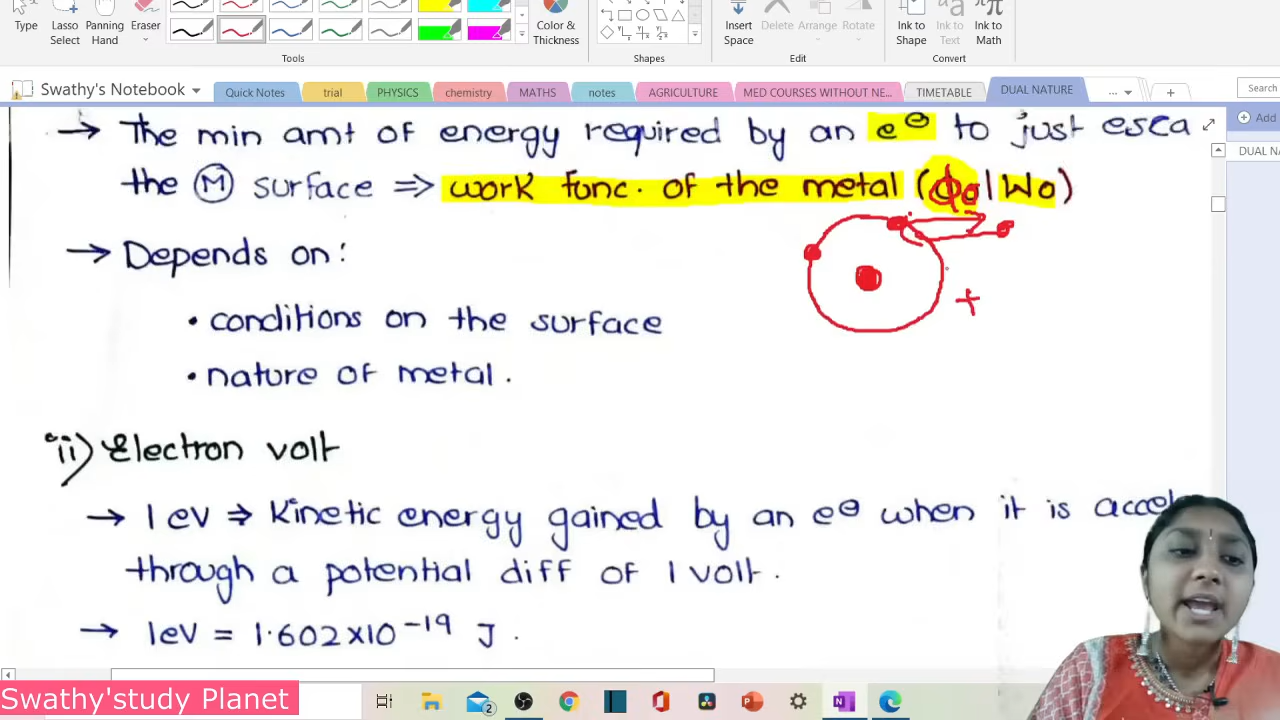 Type
Lasso Select
Panning Hand
Eraser
Color & Thickness
Insert Space
Delete
Arrange
Rotate
Ink to Shape
Ink to Text
Ink to Math
Tools
Shapes
Edit
Convert
Swathy's Notebook
Quick Notes
trial
PHYSICS
chemistry
MATHS
notes
AGRICULTURE
MED COURSES WITHOUT NE...
TIMETABLE
DUAL NATURE
...
+
Search
→ The min amt of energy required by an e⊖ to just esca
the Ⓜ surface ⇒ work func. of the metal (Φo|Wo)
→ Depends on:
• conditions on the surface
• nature of metal.
+
ii) Electron volt
→ 1 eV ⇒ Kinetic energy gained by an e⊖ when it is accel
through a potential diff of 1 volt.
→ 1eV = 1.602×10⁻¹⁹ J.
Add
DUAL NA
Swathy'study Planet
2